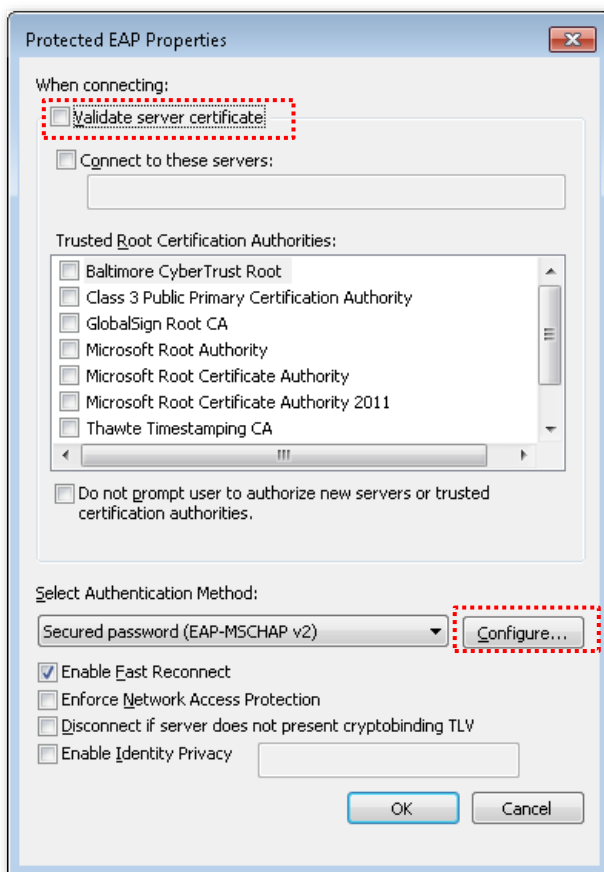 Protected EAP Properties
When connecting:
Validate server certificate
Connect to these servers:
Trusted Root Certification Authorities:
Baltimore CyberTrust Root
Class 3 Public Primary Certification Authority
GlobalSign Root CA
Microsoft Root Authority
Microsoft Root Certificate Authority
Microsoft Root Certificate Authority 2011
Thawte Timestamping CA
Do not prompt user to authorize new servers or trusted
certification authorities.
Select Authentication Method:
Secured password (EAP-MSCHAP v2)
Configure...
Enable Fast Reconnect
Enforce Network Access Protection
Disconnect if server does not present cryptobinding TLV
Enable Identity Privacy
OK Cancel